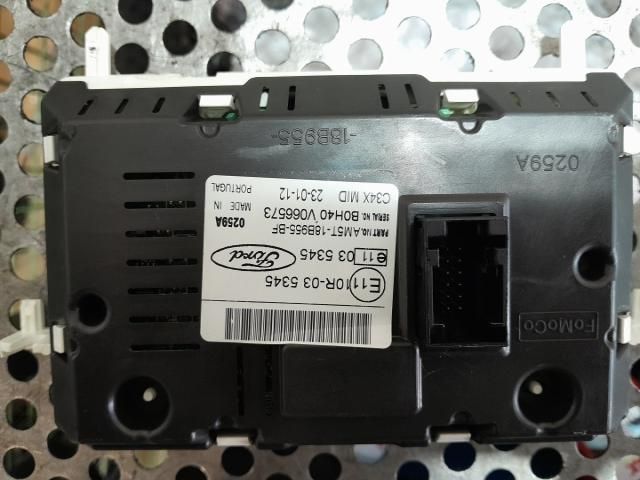 -18B955-
0259A
C34X MID 23-01-12
SERIAL NO. B0H40 V066573
PART NO. AM5T-18B955-BF
0259A
MADE IN
PORTUGAL
Ford
e11 03 5345
E11 10R-03 5345
FoMoCo